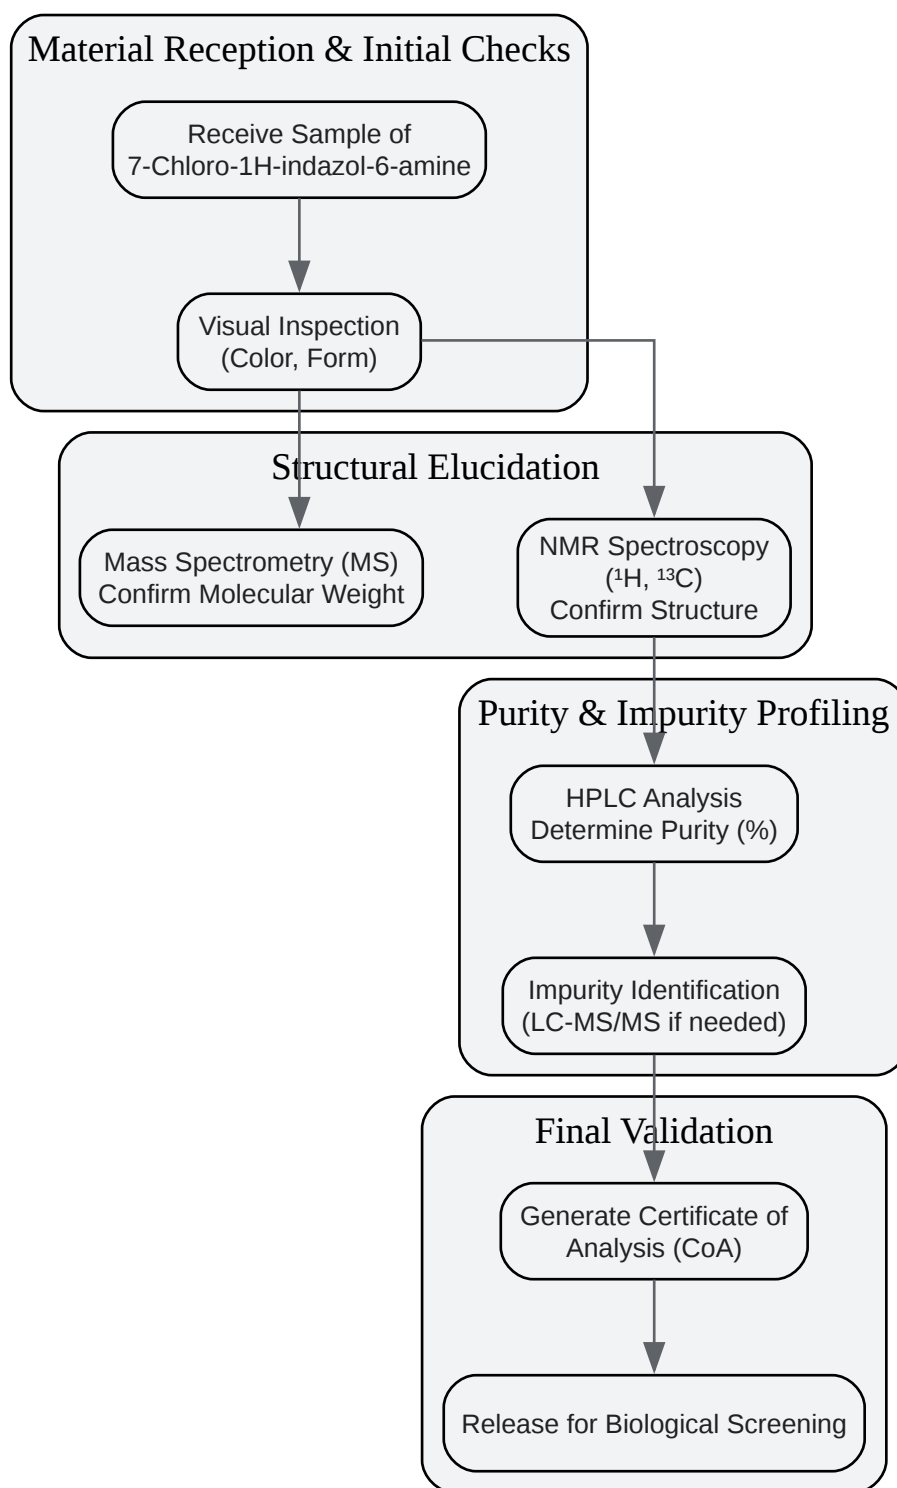 Material Reception & Initial Checks
Receive Sample of
7-Chloro-1H-indazol-6-amine
Visual Inspection
(Color, Form)
Structural Elucidation
Mass Spectrometry (MS)
Confirm Molecular Weight
NMR Spectroscopy
(¹H, ¹³C)
Confirm Structure
Purity & Impurity Profiling
HPLC Analysis
Determine Purity (%)
Impurity Identification
(LC-MS/MS if needed)
Final Validation
Generate Certificate of
Analysis (CoA)
Release for Biological Screening